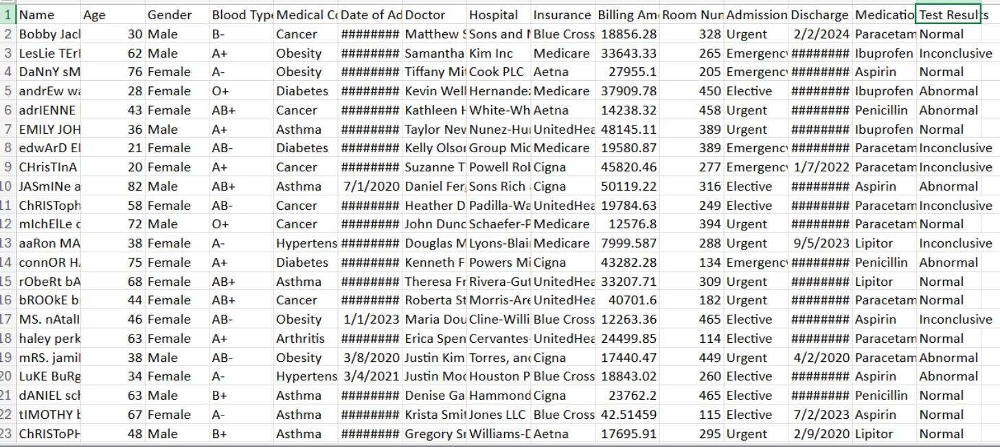 1 Name Age Gender Blood Type Medical Date of Ad Doctor Hospital Insurance Billing Am Room Nur Admission Discharge Medicatio Test Results
2 Bobby Jacl 30 Male B- Cancer ######## Matthew Sons and Blue Cross 18856.28 328 Urgent 2/2/2024 Paracetam Normal
3 LesLie TErI 62 Male A+ Obesity ######## Samantha Kim Inc Medicare 33643.33 265 Emergency ######## Ibuprofen Inconclusive
4 DaNnY sM 76 Female A- Obesity ######## Tiffany Mit Cook PLC Aetna 27955.1 205 Emergency ######## Aspirin Normal
5 andrEw wa 28 Female O+ Diabetes ######## Kevin Well Hernandez Medicare 37909.78 450 Elective ######## Ibuprofen Abnormal
6 adrIENNE 43 Female AB+ Cancer ######## Kathleen White-Wh Aetna 14238.32 458 Urgent ######## Penicillin Abnormal
7 EMILY JOH 36 Male A+ Asthma ######## Taylor Nev Nunez-Hu UnitedHea 48145.11 389 Urgent ######## Ibuprofen Normal
8 edwArD 21 Female AB- Diabetes ######## Kelly Olsor Group Mic Medicare 19580.87 389 Emergency ######## Paracetam Inconclusive
9 CHrisTInA 20 Female A+ Cancer ######## Suzanne T Powell Rol Cigna 45820.46 277 Emergency 1/7/2022 Paracetam Inconclusive
10 JASmINe a 82 Male AB+ Asthma 7/1/2020 Daniel Fer Sons Rich Cigna 50119.22 316 Elective ######## Aspirin Abnormal
11 ChRISToph 58 Female AB- Cancer ######## Heather D Padilla-Wa UnitedHea 19784.63 249 Elective ######## Paracetam Inconclusive
12 mIchElLe 72 Male O+ Cancer ######## John Dunc Schaefer-P Medicare 12576.8 394 Urgent ######## Paracetam Normal
13 aaRon MA 38 Female A- Hypertens ######## Douglas M Lyons-Blai Medicare 7999.587 288 Urgent 9/5/2023 Lipitor Inconclusive
14 connOR HA 75 Female A+ Diabetes ######## Kenneth F Powers Mi Cigna 43282.28 134 Emergency ######## Penicillin Abnormal
15 rObeRt bA 68 Female AB+ Asthma ######## Theresa Fr Rivera-Gut UnitedHea 33207.71 309 Urgent ######## Lipitor Normal
16 bROOkE b 44 Female AB+ Cancer ######## Roberta St Morris-Are UnitedHea 40701.6 182 Urgent ######## Paracetam Normal
17 MS. nAtalI 46 Female AB- Obesity 1/1/2023 Maria Dou Cline-Willi Blue Cross 12263.36 465 Elective ######## Aspirin Inconclusive
18 haley perk 63 Female A+ Arthritis ######## Erica Spen Cervantes- UnitedHea 24499.85 114 Elective ######## Paracetam Normal
19 mRS. jamiI 38 Male AB- Obesity 3/8/2020 Justin Kim Torres, and Cigna 17440.47 449 Urgent 4/2/2020 Paracetam Abnormal
20 LuKE BuRg 34 Female A- Hypertens 3/4/2021 Justin Moo Houston P Blue Cross 18843.02 260 Elective ######## Aspirin Abnormal
21 dANIEL sch 63 Male B+ Asthma ######## Denise Ga Hammond Cigna 23762.2 465 Elective ######## Penicillin Normal
22 tIMOTHY b 67 Female A- Asthma ######## Krista Smit Jones LLC Blue Cross 42.51459 115 Elective 7/2/2023 Aspirin Normal
23 ChRISToPH 48 Male B+ Asthma ######## Gregory Sr Williams-D Aetna 17695.91 295 Urgent 2/9/2020 Lipitor Normal